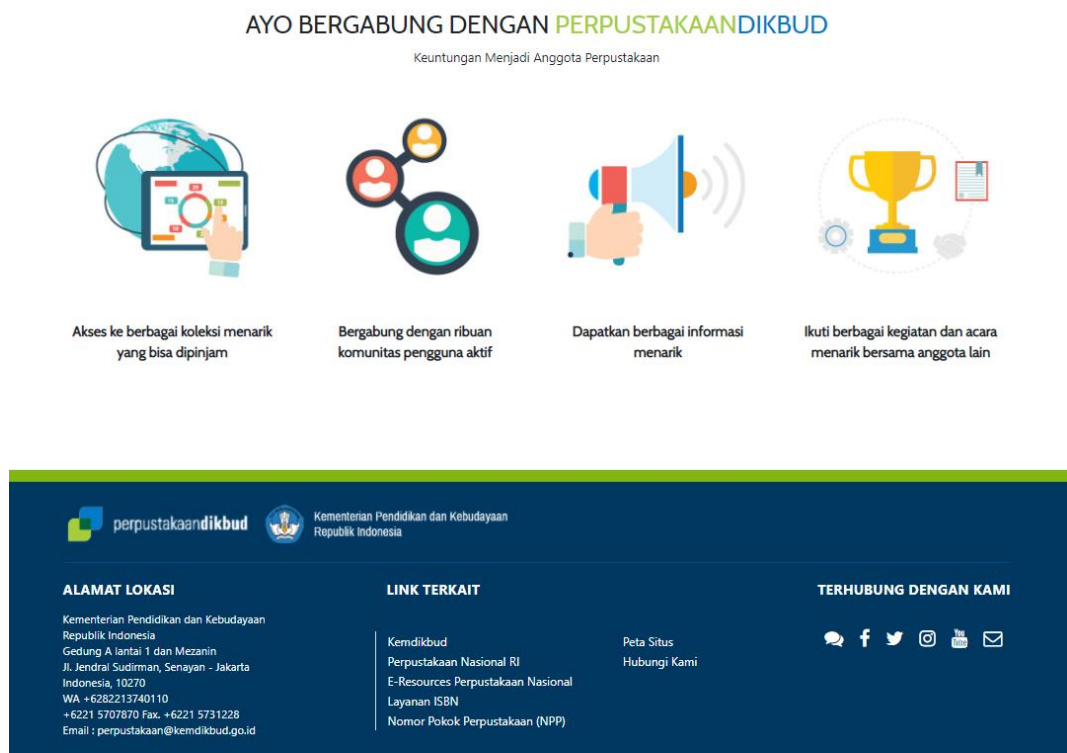 AYO BERGABUNG DENGAN PERPUSTAKAANDIKBUD
Keuntungan Menjadi Anggota Perpustakaan
Akses ke berbagai koleksi menarik
yang bisa dipinjam
Bergabung dengan ribuan
komunitas pengguna aktif
Dapatkan berbagai informasi
menarik
Ikuti berbagai kegiatan dan acara
menarik bersama anggota lain
perpustakaandikbud
Kementerian Pendidikan dan Kebudayaan
Republik Indonesia
ALAMAT LOKASI
Kementerian Pendidikan dan Kebudayaan
Republik Indonesia
Gedung A lantai 1 dan Mezanin
Jl. Jendral Sudirman, Senayan - Jakarta
Indonesia, 10270
WA +6282213740110
+6221 5707870 Fax. +6221 5731228
Email : perpustakaan@kemdikbud.go.id
LINK TERKAIT
Kemdikbud
Perpustakaan Nasional RI
E-Resources Perpustakaan Nasional
Layanan ISBN
Nomor Pokok Perpustakaan (NPP)
Peta Situs
Hubungi Kami
TERHUBUNG DENGAN KAMI
You
Tube